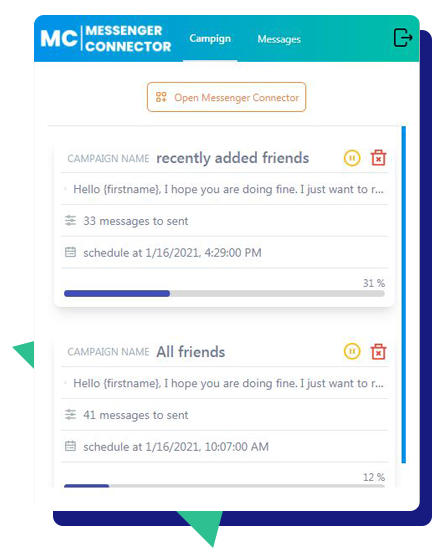 MC MESSENGER
CONNECTOR
Campign
Messages
Open Messenger Connector
CAMPAIGN NAME recently added friends
Hello {firstname}, I hope you are doing fine. I just want to r...
33 messages to sent
schedule at 1/16/2021, 4:29:00 PM
31 %
CAMPAIGN NAME All friends
Hello {firstname}, I hope you are doing fine. I just want to r...
41 messages to sent
schedule at 1/16/2021, 10:07:00 AM
12 %